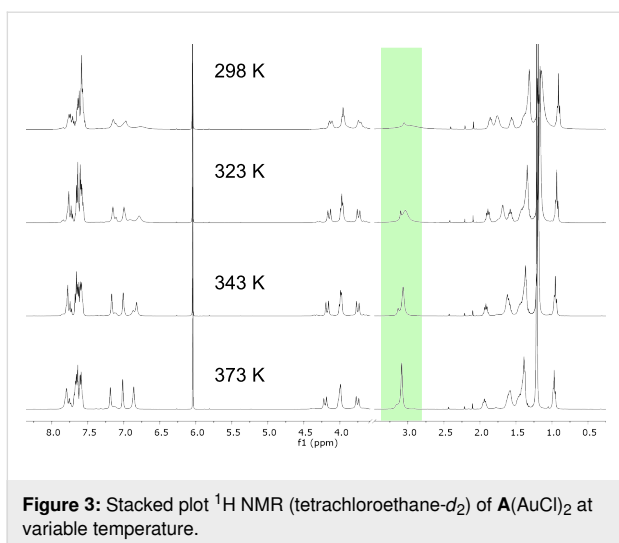 298 K
323 K
343 K
373 K
8.0 7.5 7.0 6.5 6.0 5.5 5.0 4.5 4.0 3.0 2.5 2.0 1.5 1.0 0.5
f1 (ppm)
Figure 3: Stacked plot ¹H NMR (tetrachloroethane-d₂) of A(AuCl)₂ at
variable temperature.